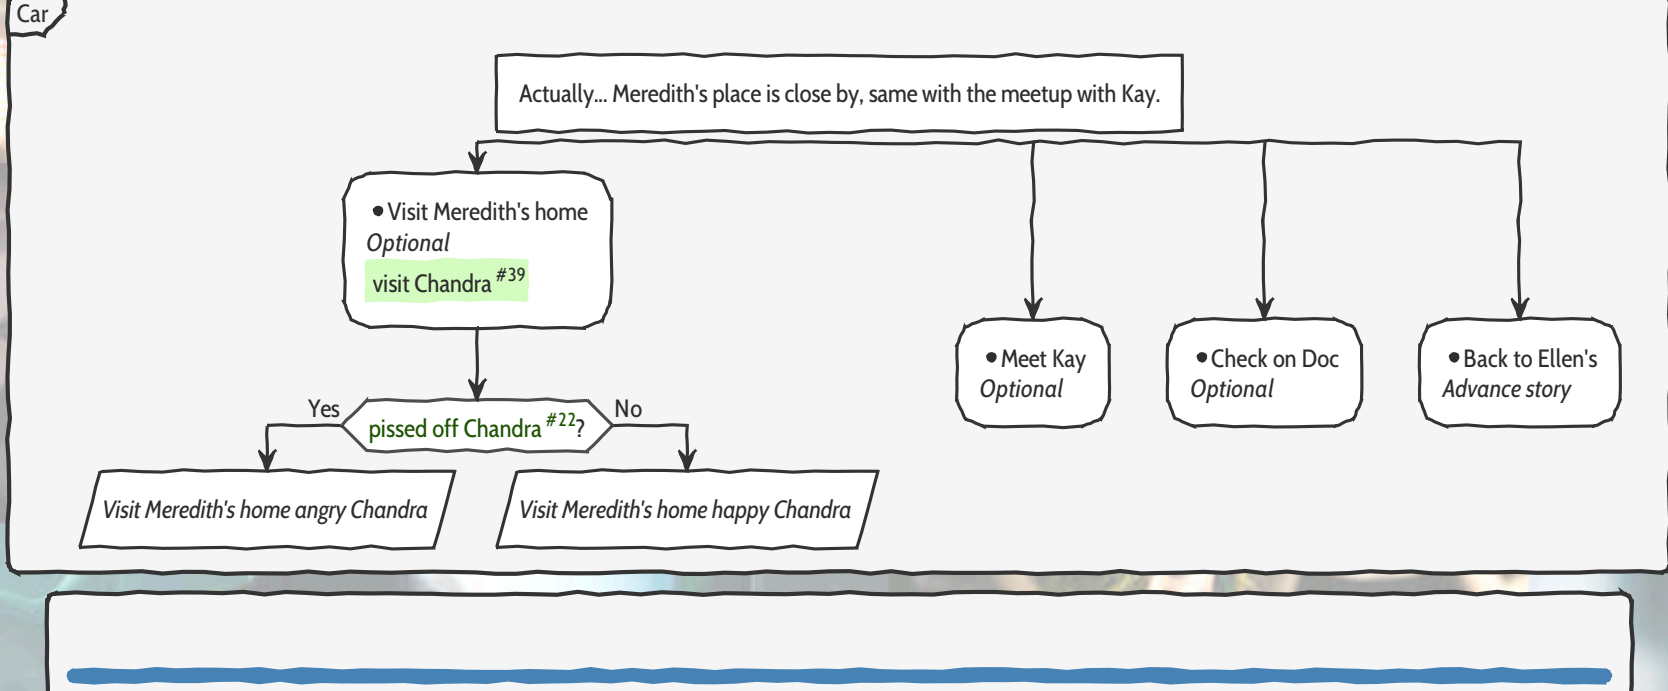 Car
Actually... Meredith's place is close by, same with the meetup with Kay.
•Visit Meredith's home
Optional
visit Chandra #39
•Meet Kay
Optional
•Check on Doc
Optional
•Back to Ellen's
Advance story
Yes
pissed off Chandra #22?
No
Visit Meredith's home angry Chandra
Visit Meredith's home happy Chandra